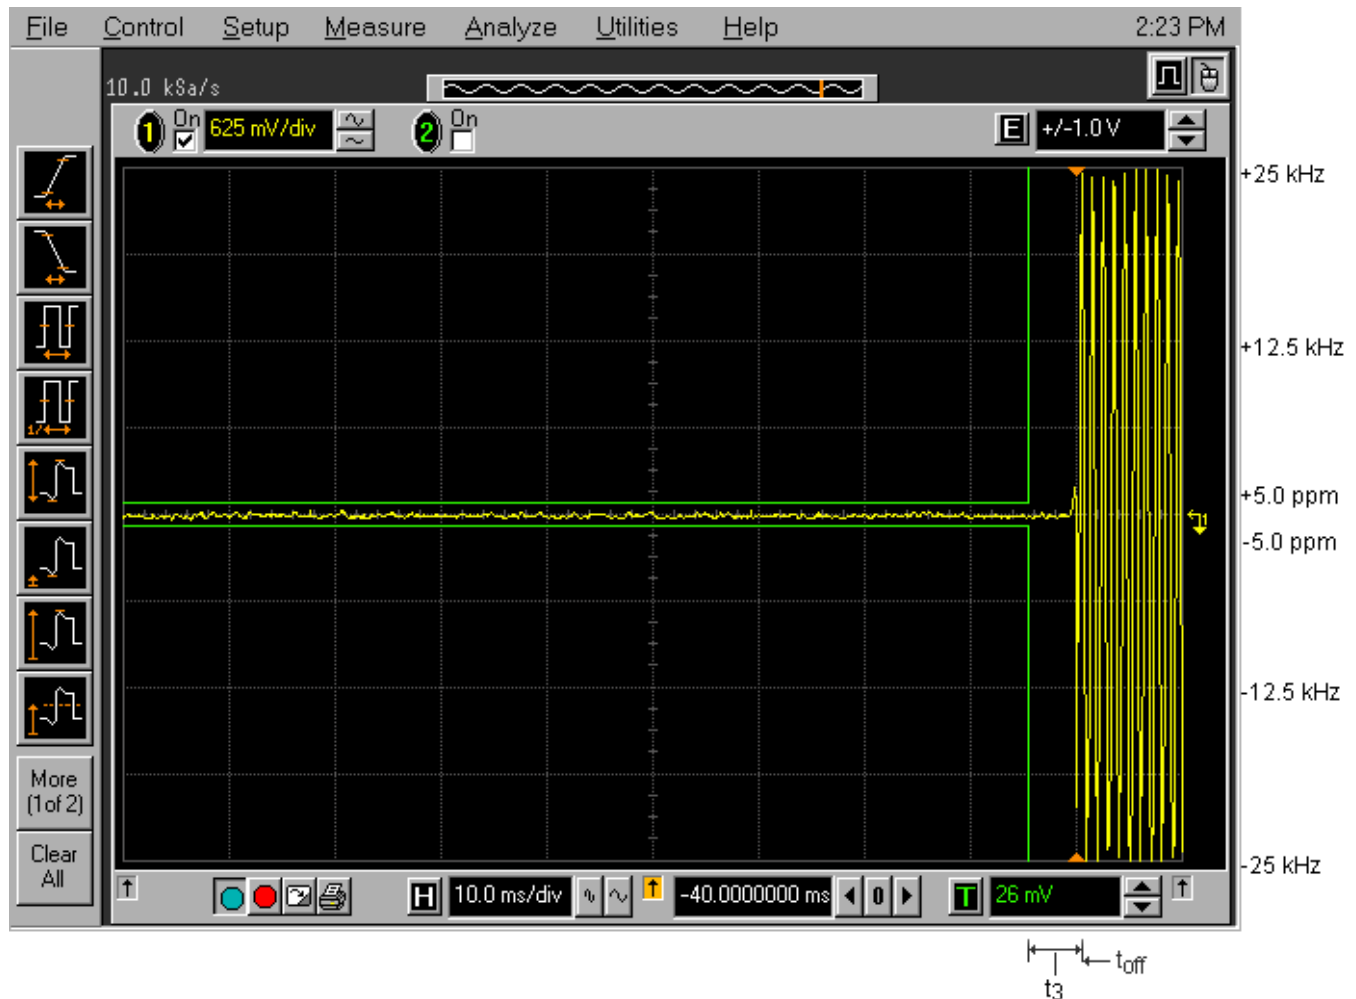 File Control Setup Measure Analyze Utilities Help 2:23 PM
10.0 kSa/s
1 On 625 mV/div 2 On E +/-1.0 V
+25 kHz
+12.5 kHz
+5.0 ppm
-5.0 ppm
-12.5 kHz
-25 kHz
1/
More
(1 of 2)
Clear
All
H 10.0 ms/div -40.0000000 ms 0 T 26 mV
toff
t3